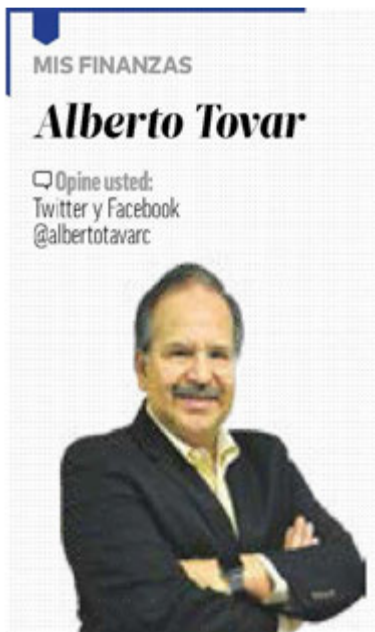 MIS FINANZAS
Alberto Tovar
Opine usted:
Twitter y Facebook
@albertotavarc